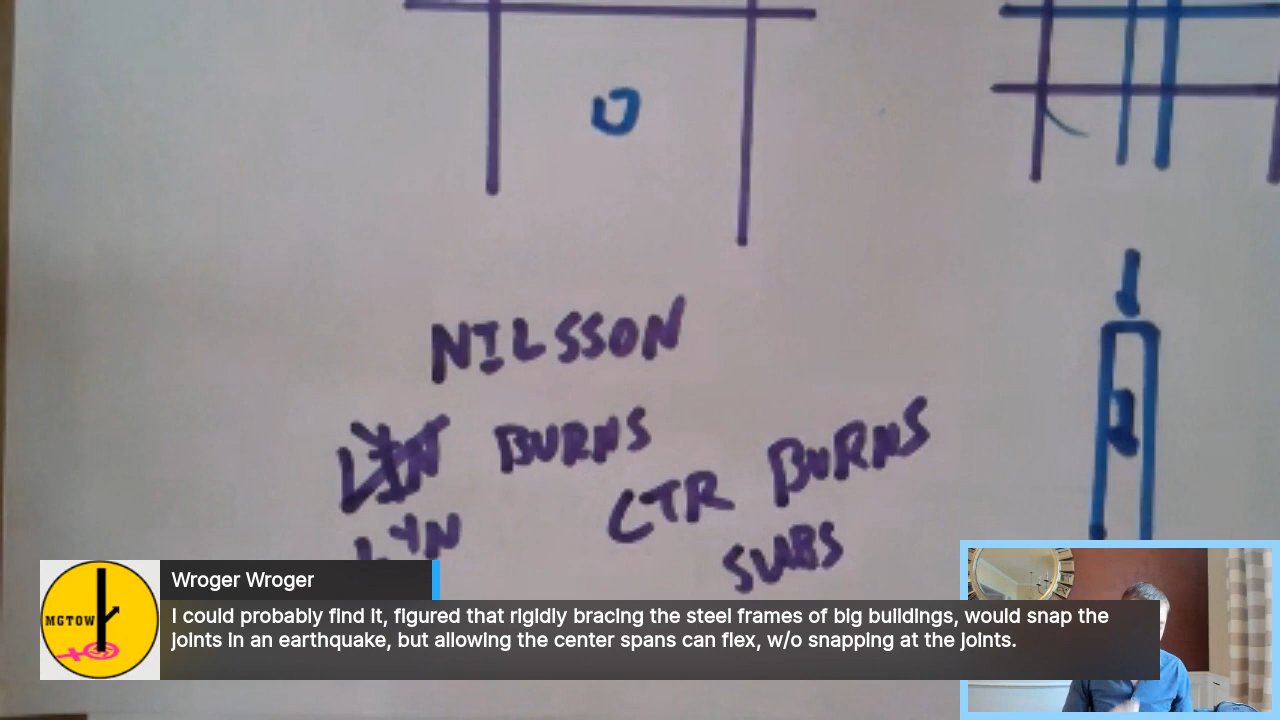 NILSSON
BURNS
LYN
CTR BURNS
SUBS
MGTOW
Wroger Wroger
I could probably find it, figured that rigidly bracing the steel frames of big buildings, would snap the
joints in an earthquake, but allowing the center spans can flex, w/o snapping at the joints.